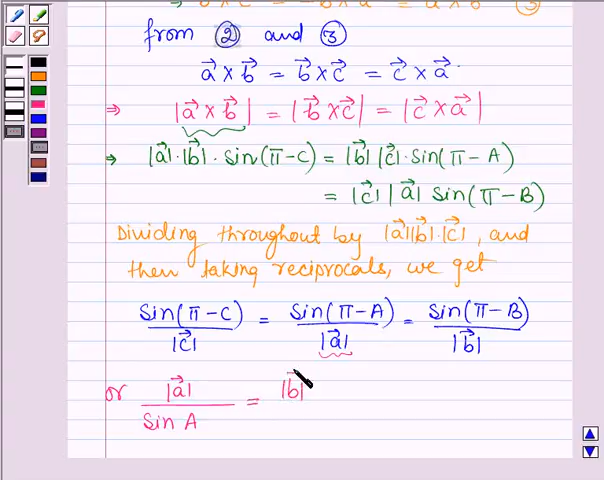 ⇒ b⃗ × c⃗ = -b⃗ × a⃗ = a⃗ × b⃗ ③
from ② and ③
a⃗ × b⃗ = b⃗ × c⃗ = c⃗ × a⃗
⇒ |a⃗ × b⃗| = |b⃗ × c⃗| = |c⃗ × a⃗|
⇒ |a⃗|·|b⃗|·sin(π-C) = |b⃗| |c⃗|·sin(π-A)
= |c⃗| |a⃗| sin(π-B)
Dividing throughout by |a⃗||b⃗|·|c⃗|, and
then taking reciprocals, we get
sin(π-C)/|c⃗| = sin(π-A)/|a⃗| = sin(π-B)/|b⃗|
or |a⃗|/sin A = |b⃗|